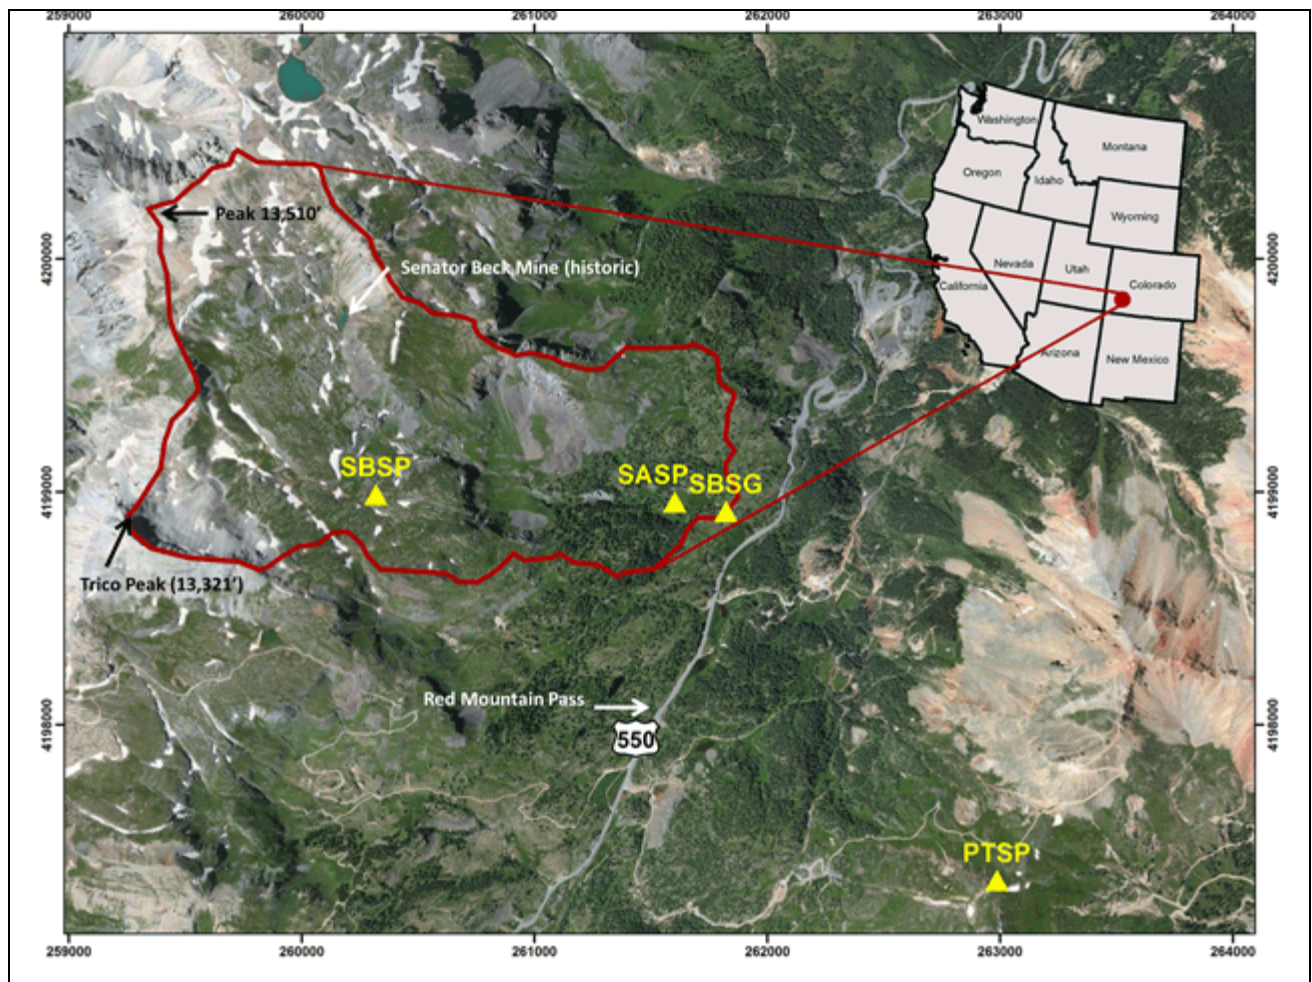 259000
260000
261000
262000
263000
264000
Washington
Montana
Oregon
Idaho
Wyoming
Peak 13,510'
4200000
4200000
Senator Beck Mine (historic)
Nevada
Utah
Colorado
California
Arizona
New Mexico
SBSP
SASP
SBSG
4199000
4199000
Trico Peak (13,321')
Red Mountain Pass
550
4198000
4198000
PTSP
259000
260000
261000
262000
263000
264000